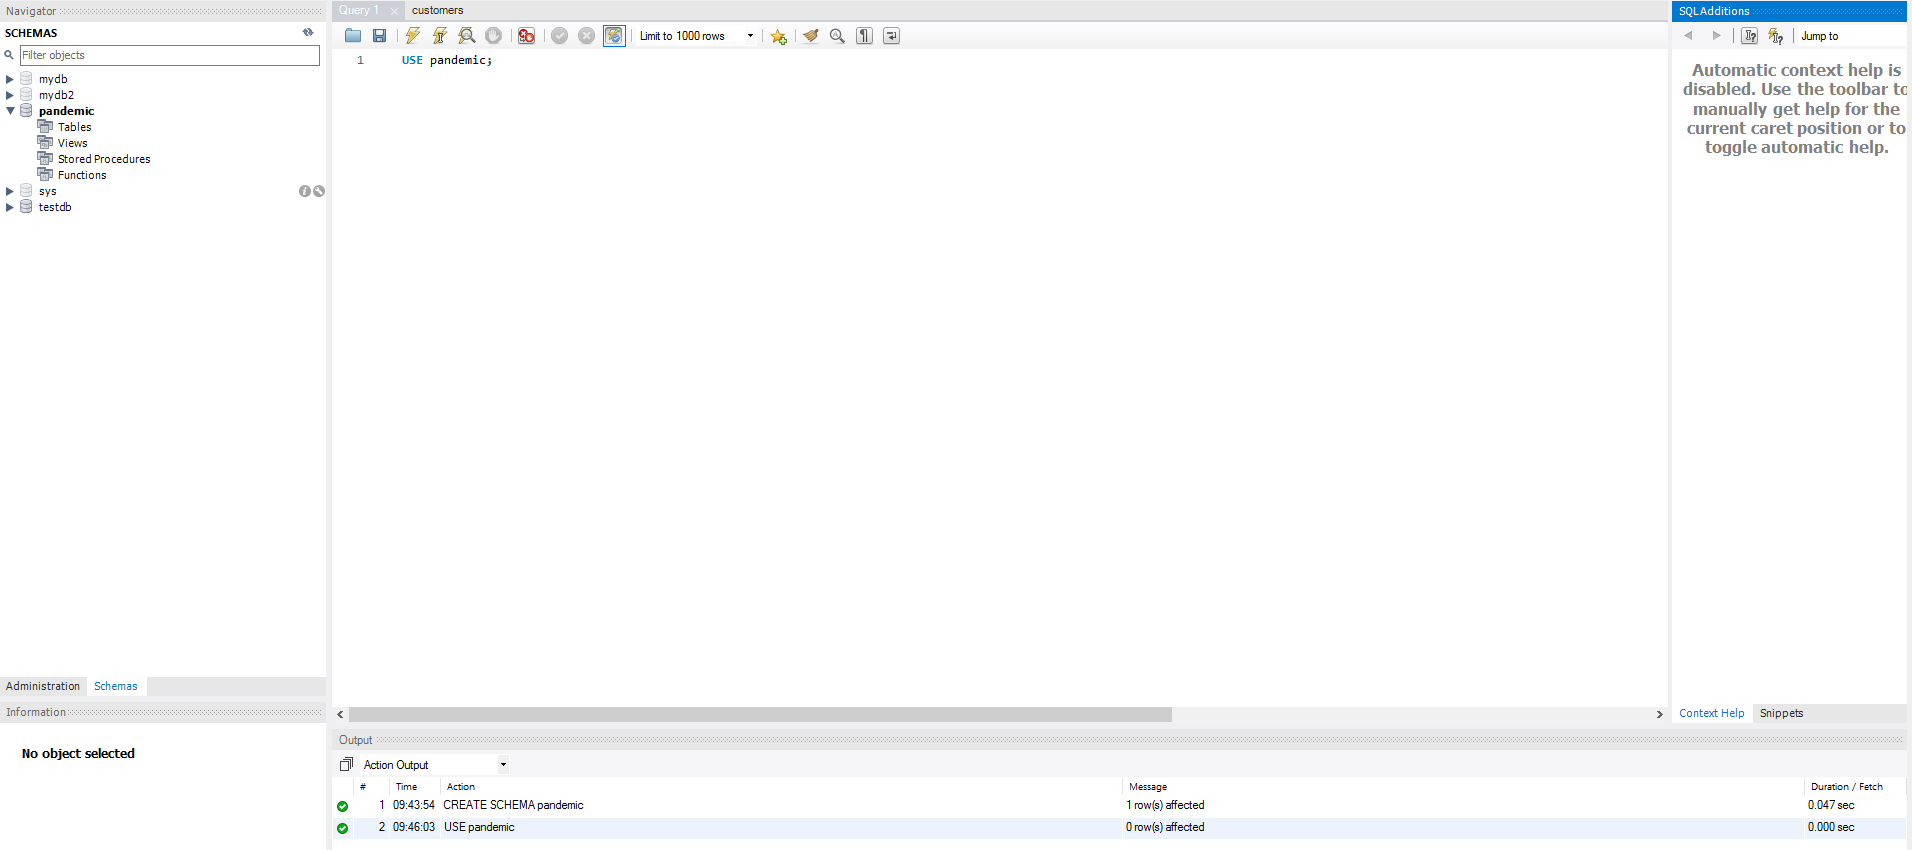 Navigator
SCHEMAS
Filter objects
mydb
mydb2
pandemic
Tables
Views
Stored Procedures
Functions
sys
testdb
Administration Schemas
Information
No object selected
Query 1 customers
Limit to 1000 rows
1 USE pandemic;
SQLAdditions
Jump to
Automatic context help is
disabled. Use the toolbar to
manually get help for the
current caret position or to
toggle automatic help.
Context Help Snippets
Output
Action Output
# Time Action Message Duration / Fetch
1 09:43:54 CREATE SCHEMA pandemic 1 row(s) affected 0.047 sec
2 09:46:03 USE pandemic 0 row(s) affected 0.000 sec